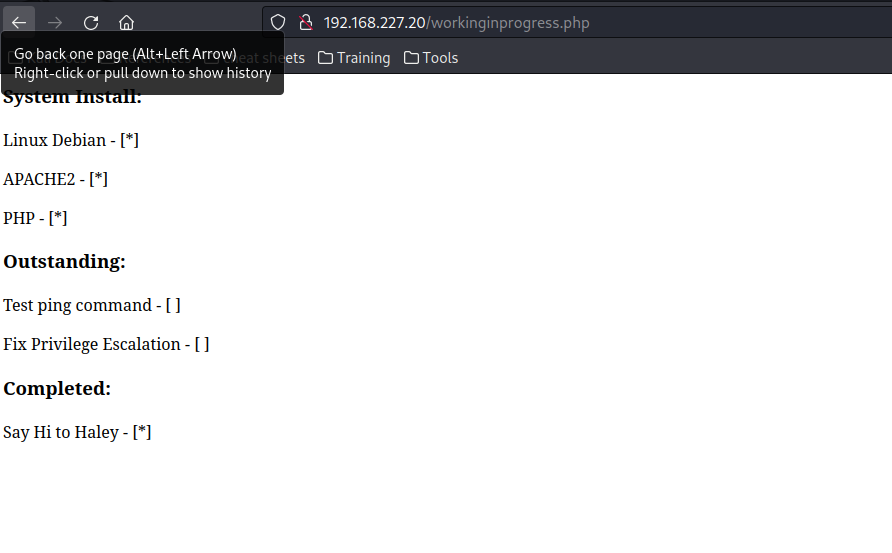 192.168.227.20/workinginprogress.php
Go back one page (Alt+Left Arrow)
Right-click or pull down to show history
sheets
Training
Tools
System Install:
Linux Debian - [*]
APACHE2 - [*]
PHP - [*]
Outstanding:
Test ping command - [ ]
Fix Privilege Escalation - [ ]
Completed:
Say Hi to Haley - [*]